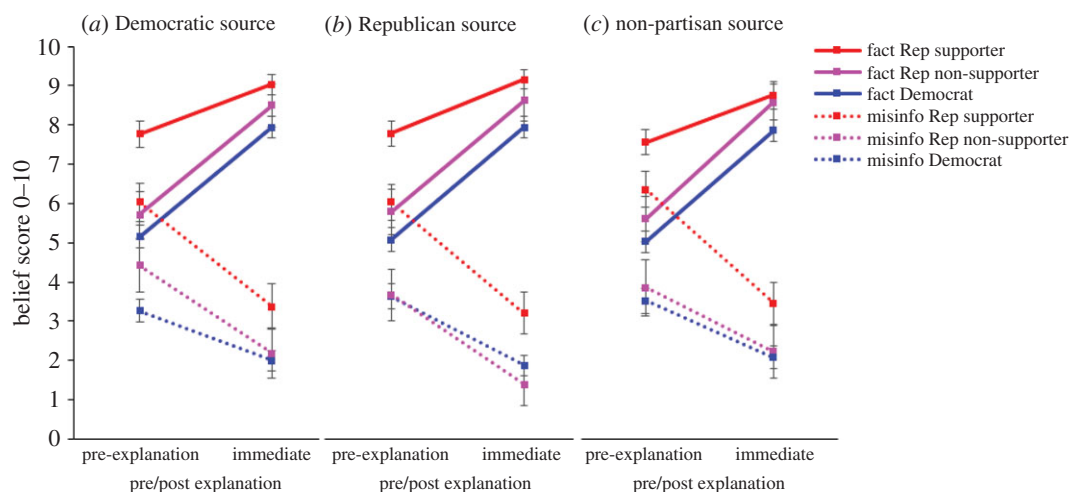 (a) Democratic source
(b) Republican source
(c) non-partisan source
10
9
8
7
6
5
4
3
2
1
0
belief score 0–10
fact Rep supporter
fact Rep non-supporter
fact Democrat
misinfo Rep supporter
misinfo Rep non-supporter
misinfo Democrat
pre-explanation immediate
pre/post explanation
pre-explanation immediate
pre/post explanation
pre-explanation immediate
pre/post explanation